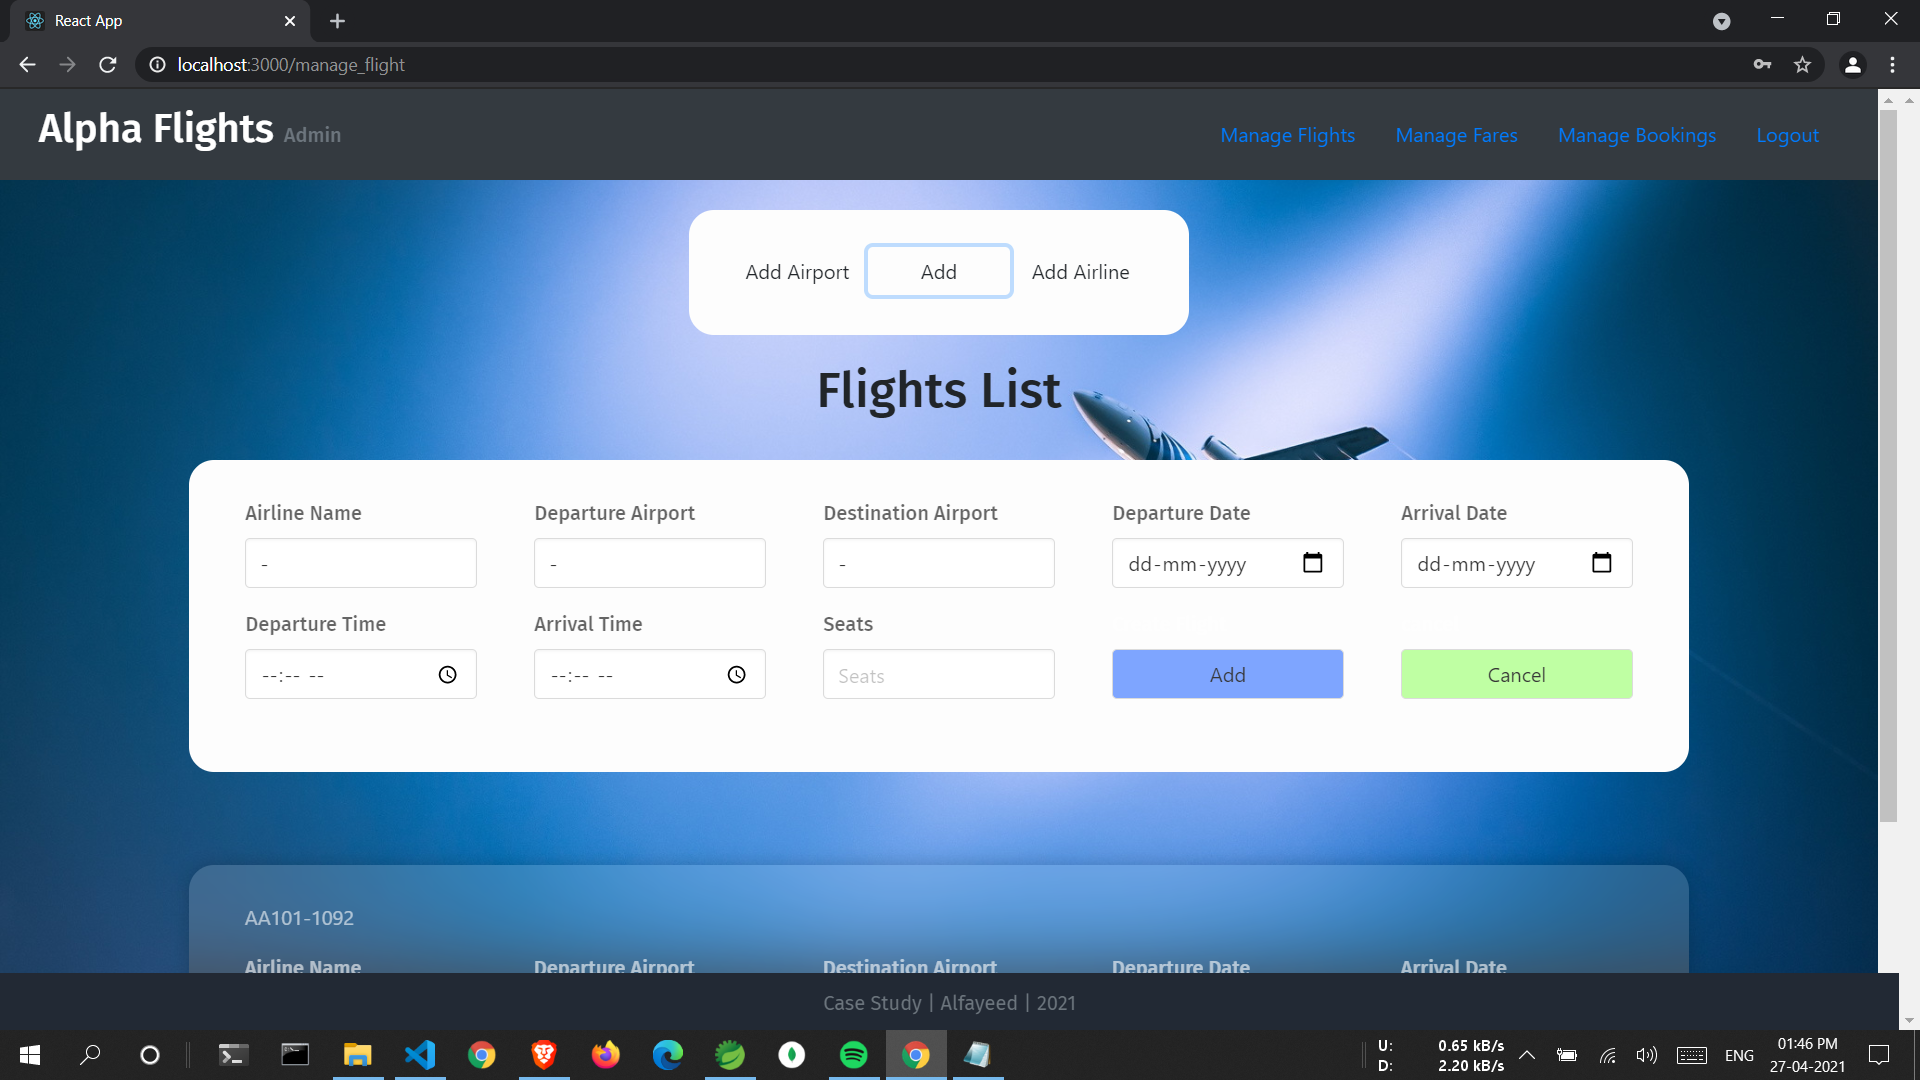 React App
localhost:3000/manage_flight
Alpha Flights Admin
Manage Flights Manage Fares Manage Bookings Logout
Add Airport Add Add Airline
Flights List
Airline Name Departure Airport Destination Airport Departure Date Arrival Date
- - - dd-mm-yyyy dd-mm-yyyy
Departure Time Arrival Time Seats
--:-- -- --:-- -- Seats Add Cancel
AA101-1092
Airline Name Departure Airport Destination Airport Departure Date Arrival Date
Case Study | Alfayeed | 2021
U: 0.65 kB/s
D: 2.20 kB/s
ENG
01:46 PM
27-04-2021